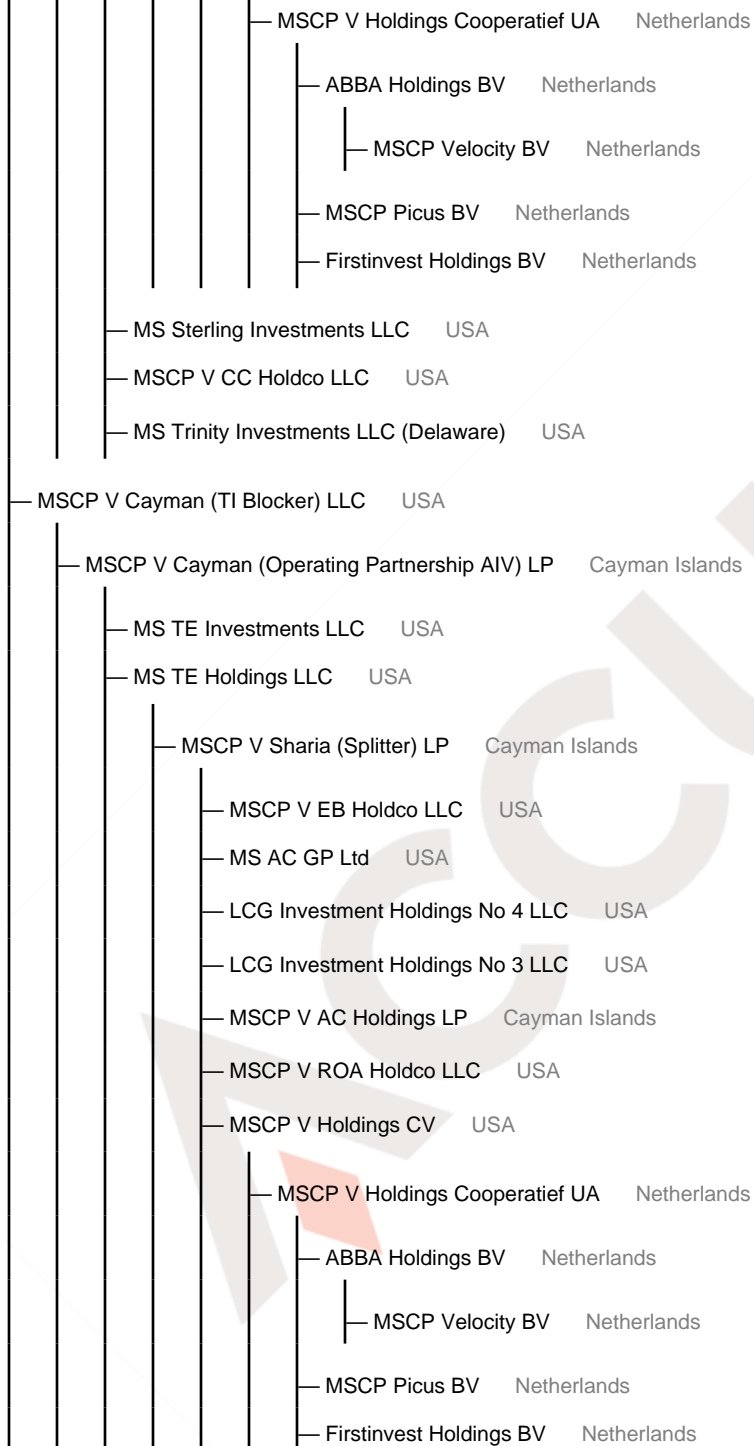 MSCP V Holdings Cooperatief UA Netherlands
ABBA Holdings BV Netherlands
MSCP Velocity BV Netherlands
MSCP Picus BV Netherlands
Firstinvest Holdings BV Netherlands
MS Sterling Investments LLC USA
MSCP V CC Holdco LLC USA
MS Trinity Investments LLC (Delaware) USA
MSCP V Cayman (TI Blocker) LLC USA
MSCP V Cayman (Operating Partnership AIV) LP Cayman Islands
MS TE Investments LLC USA
MS TE Holdings LLC USA
MSCP V Sharia (Splitter) LP Cayman Islands
MSCP V EB Holdco LLC USA
MS AC GP Ltd USA
LCG Investment Holdings No 4 LLC USA
LCG Investment Holdings No 3 LLC USA
MSCP V AC Holdings LP Cayman Islands
MSCP V ROA Holdco LLC USA
MSCP V Holdings CV USA
MSCP V Holdings Cooperatief UA Netherlands
ABBA Holdings BV Netherlands
MSCP Velocity BV Netherlands
MSCP Picus BV Netherlands
Firstinvest Holdings BV Netherlands